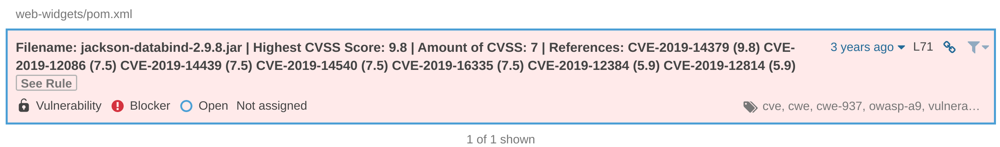 web-widgets/pom.xml
Filename: jackson-databind-2.9.8.jar | Highest CVSS Score: 9.8 | Amount of CVSS: 7 | References: CVE-2019-14379 (9.8) CVE-
2019-12086 (7.5) CVE-2019-14439 (7.5) CVE-2019-14540 (7.5) CVE-2019-16335 (7.5) CVE-2019-12384 (5.9) CVE-2019-12814 (5.9)
See Rule
3 years ago L71
Vulnerability Blocker Open Not assigned
cve, cwe, cwe-937, owasp-a9, vulnera…
1 of 1 shown